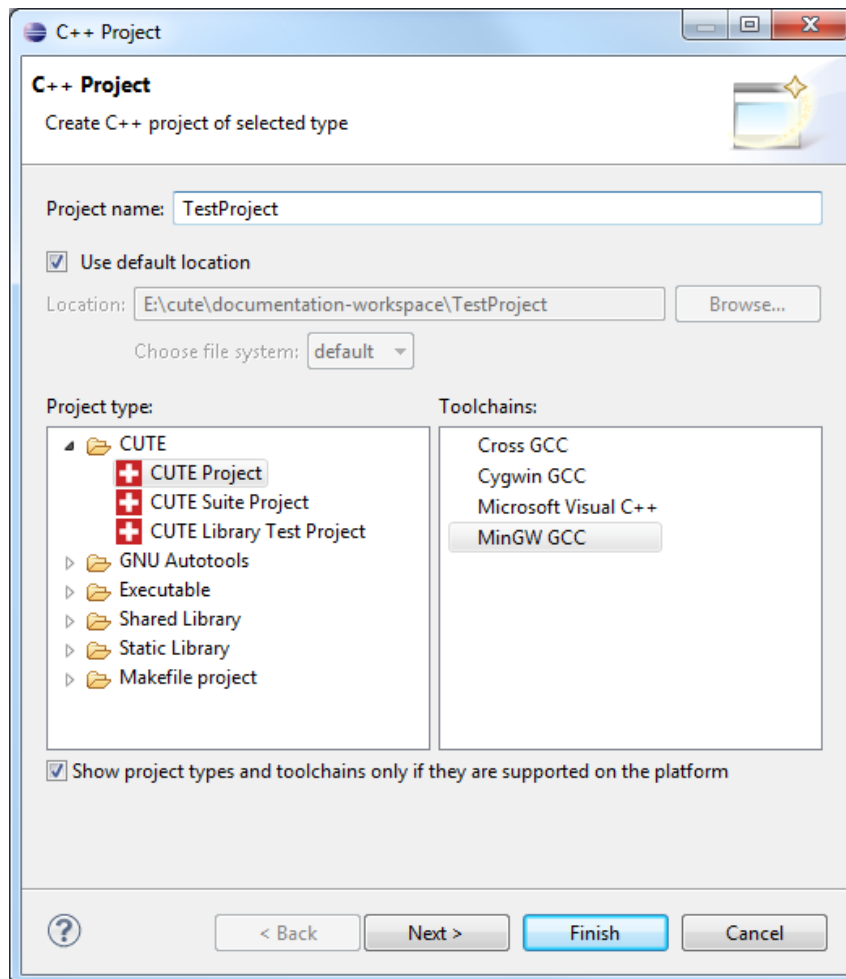 C++ Project
C++ Project
Create C++ project of selected type
Project name: TestProject
Use default location
Location: E:\cute\documentation-workspace\TestProject Browse...
Choose file system: default
Project type: Toolchains:
CUTE
CUTE Project
CUTE Suite Project
CUTE Library Test Project
GNU Autotools
Executable
Shared Library
Static Library
Makefile project
Cross GCC
Cygwin GCC
Microsoft Visual C++
MinGW GCC
Show project types and toolchains only if they are supported on the platform
? < Back Next > Finish Cancel